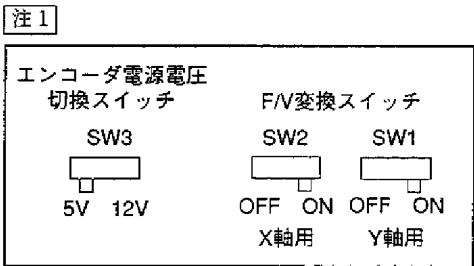 注1
エンコーダ電源電圧
切換スイッチ
F/V変換スイッチ
SW3
SW2
SW1
5V 12V
OFF ON
OFF ON
X軸用
Y軸用